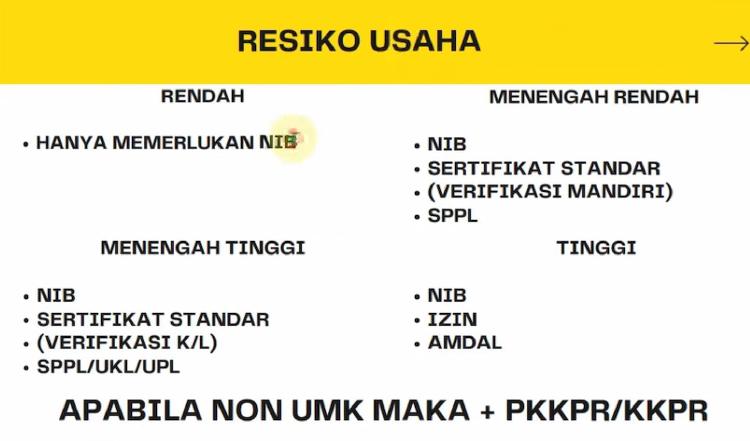 RESIKO USAHA
RENDAH
• HANYA MEMERLUKAN NIB
MENENGAH RENDAH
• NIB
• SERTIFIKAT STANDAR
• (VERIFIKASI MANDIRI)
• SPPL
MENENGAH TINGGI
• NIB
• SERTIFIKAT STANDAR
• (VERIFIKASI K/L)
• SPPL/UKL/UPL
TINGGI
• NIB
• IZIN
• AMDAL
APABILA NON UMK MAKA + PKKPR/KKPR